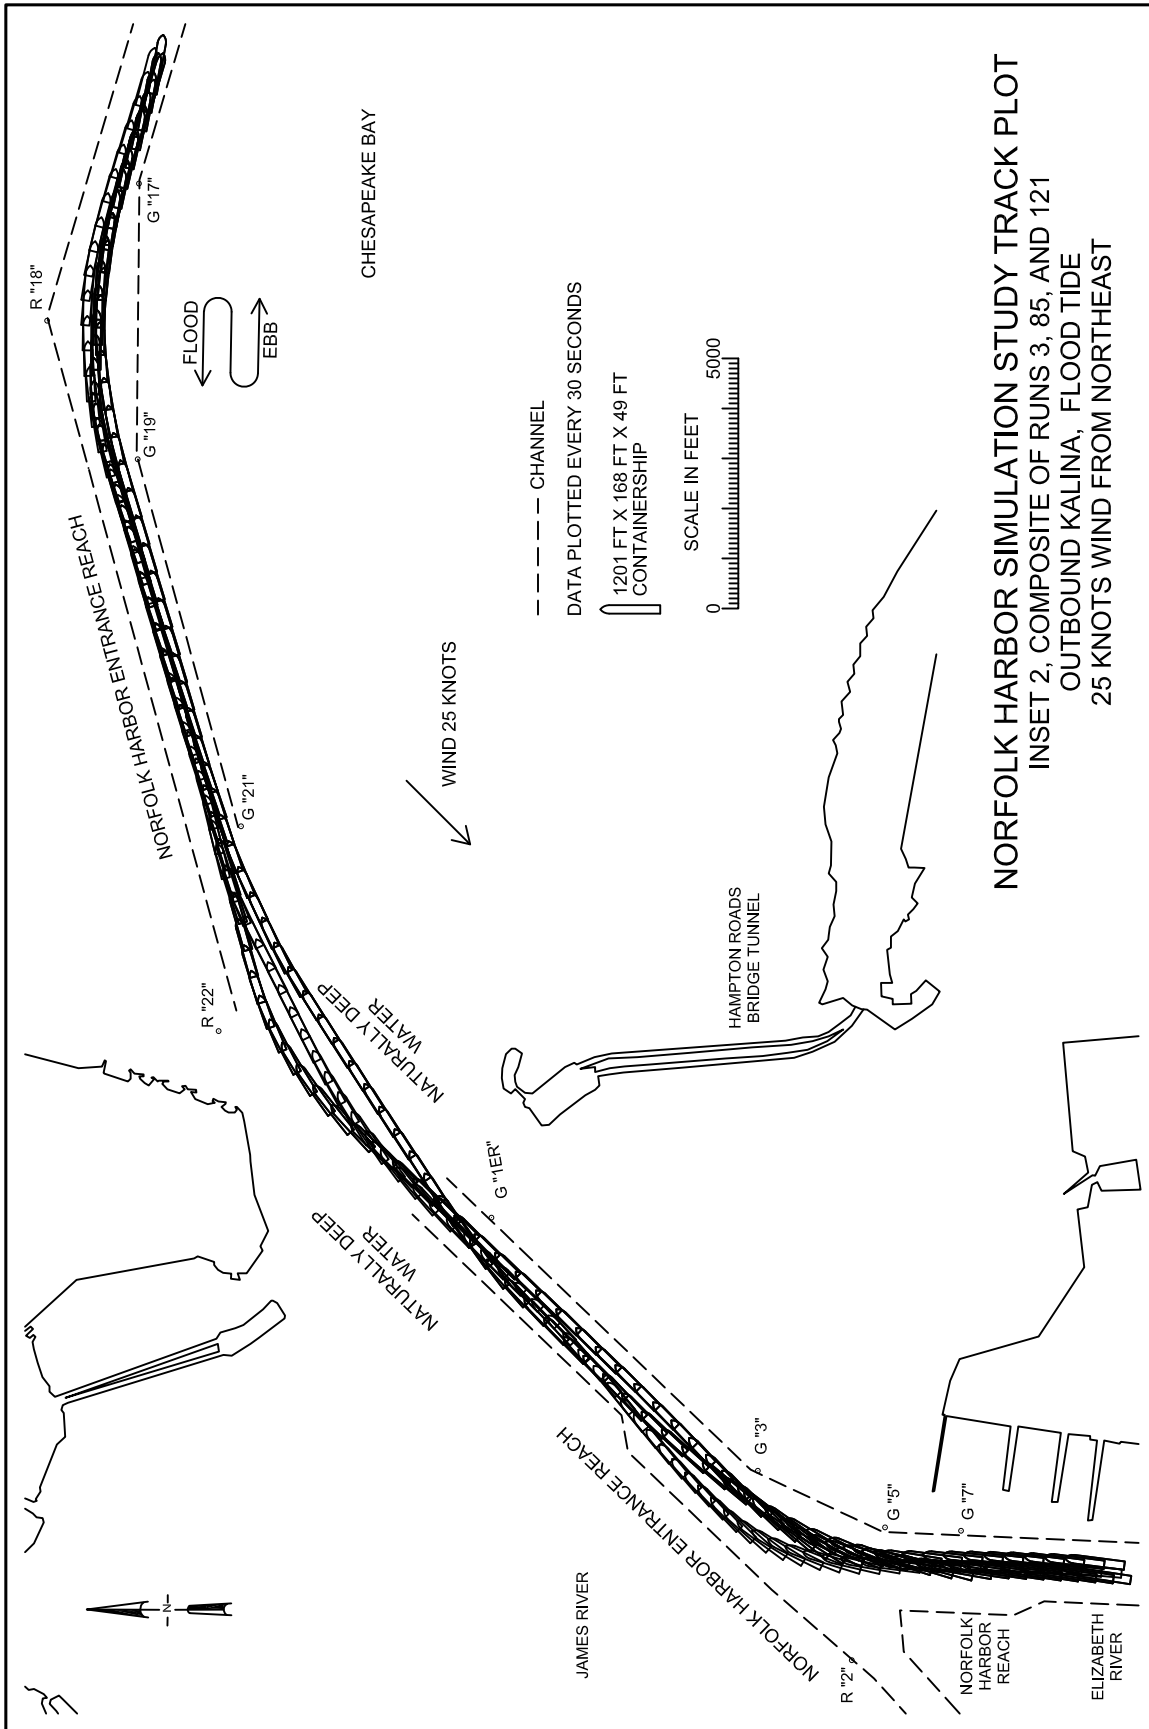 R "18"
G "17"
CHESAPEAKE BAY
FLOOD
EBB
G "19"
NORFOLK HARBOR ENTRANCE REACH
G "21"
R "22"
WIND 25 KNOTS
CHANNEL
DATA PLOTTED EVERY 30 SECONDS
1201 FT X 168 FT X 49 FT
CONTAINERSHIP
SCALE IN FEET
0
5000
NATURALLY DEEP
WATER
NATURALLY DEEP
WATER
G "1ER"
HAMPTON ROADS
BRIDGE TUNNEL
NORFOLK HARBOR ENTRANCE REACH
G "3"
G "5"
G "7"
R "2"
N
JAMES RIVER
NORFOLK
HARBOR
REACH
ELIZABETH
RIVER
NORFOLK HARBOR SIMULATION STUDY TRACK PLOT
INSET 2, COMPOSITE OF RUNS 3, 85, AND 121
OUTBOUND KALINA, FLOOD TIDE
25 KNOTS WIND FROM NORTHEAST